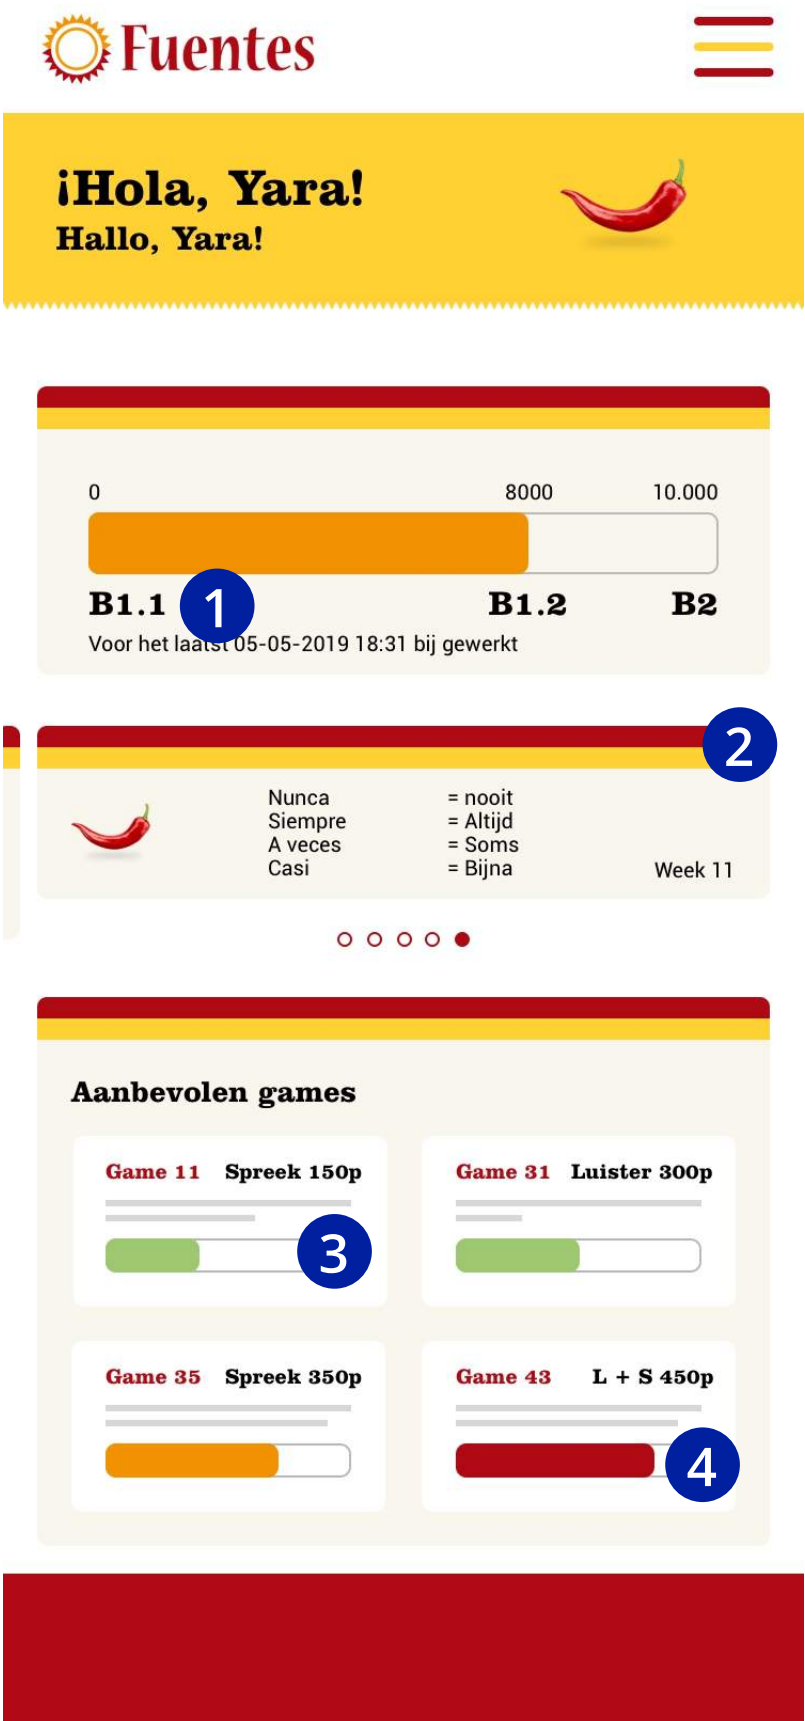 Fuentes
¡Hola, Yara!
Hallo, Yara!
0 8000 10.000
B1.1 1 B1.2 B2
Voor het laatst 05-05-2019 18:31 bij gewerkt
2
Nunca = nooit
Siempre = Altijd
A veces = Soms
Casi = Bijna
Week 11
Aanbevolen games
Game 11 Spreek 150p
3
Game 31 Luister 300p
Game 35 Spreek 350p
Game 43 L + S 450p
4